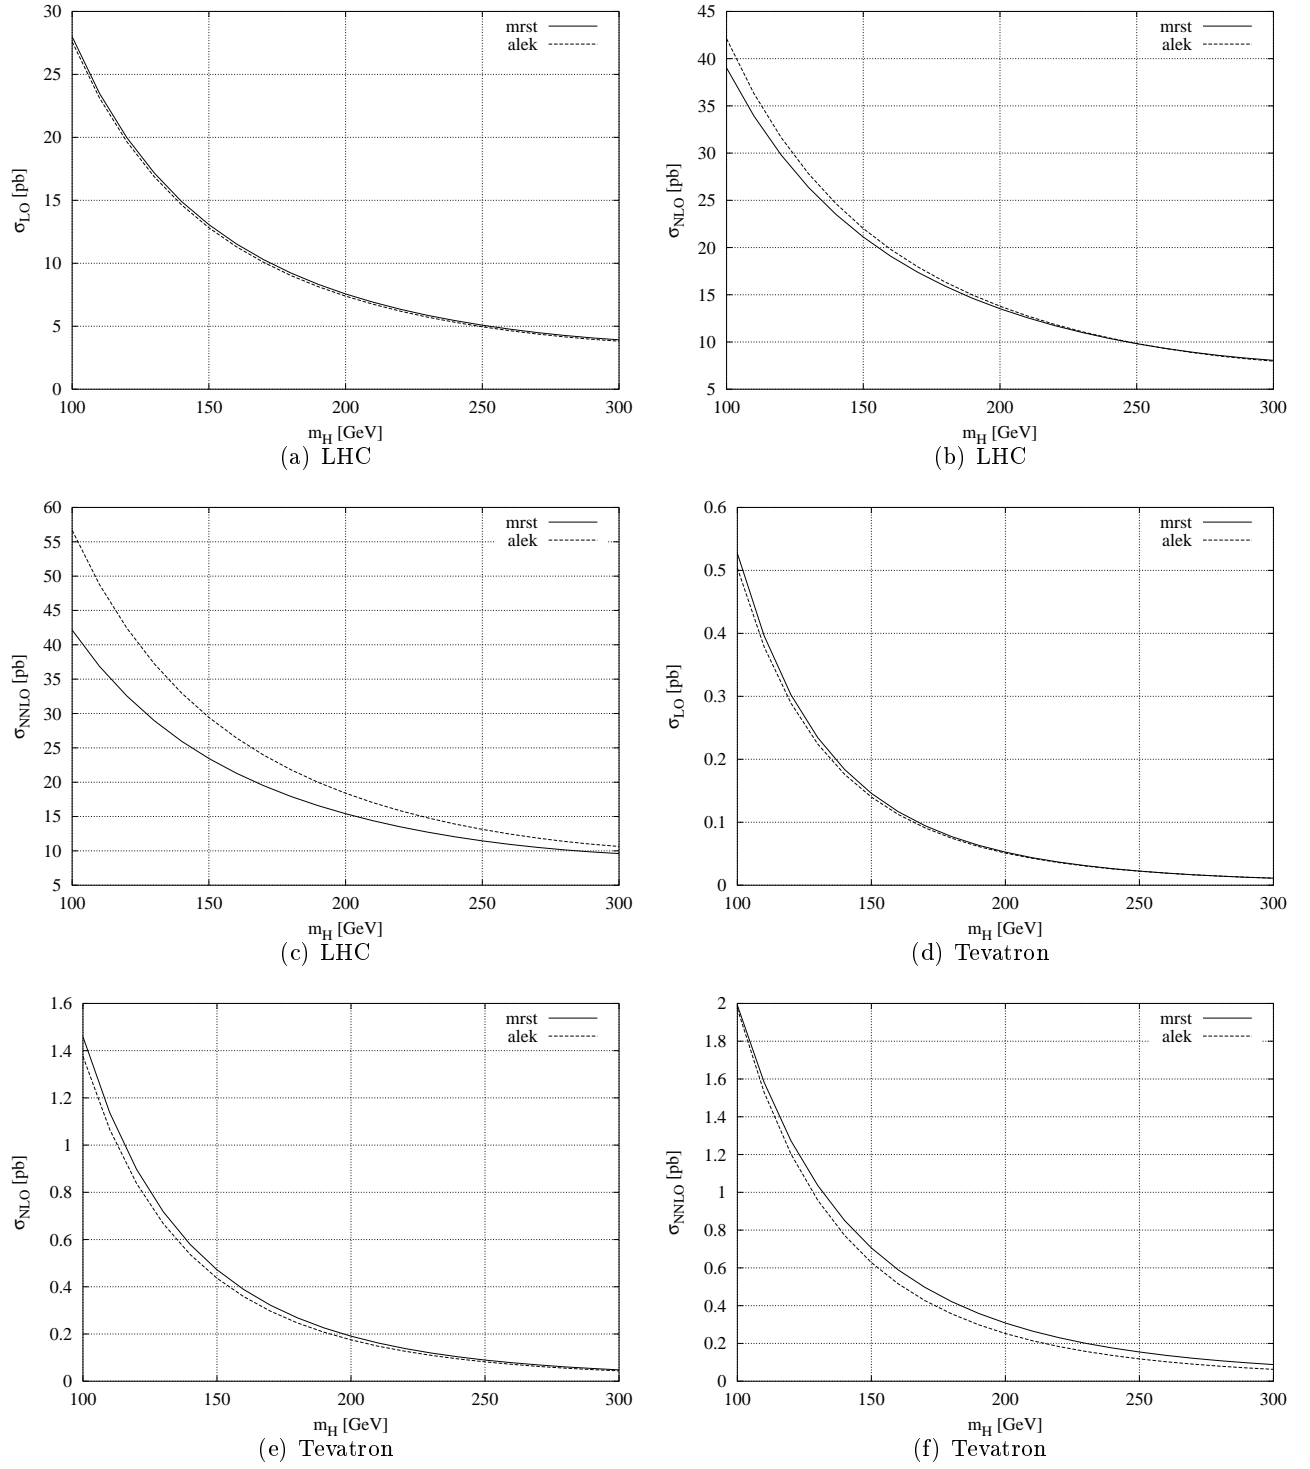 30
25
20
15
10
5
0
100 150 200 250 300
σLO [pb]
mH [GeV]
mrst
alek
(a) LHC
45
40
35
30
25
20
15
10
5
100 150 200 250 300
σNLO [pb]
mH [GeV]
mrst
alek
(b) LHC
60
55
50
45
40
35
30
25
20
15
10
5
100 150 200 250 300
σNNLO [pb]
mH [GeV]
mrst
alek
(c) LHC
0.6
0.5
0.4
0.3
0.2
0.1
0
100 150 200 250 300
σLO [pb]
mH [GeV]
mrst
alek
(d) Tevatron
1.6
1.4
1.2
1
0.8
0.6
0.4
0.2
0
100 150 200 250 300
σNLO [pb]
mH [GeV]
mrst
alek
(e) Tevatron
2
1.8
1.6
1.4
1.2
1
0.8
0.6
0.4
0.2
0
100 150 200 250 300
σNNLO [pb]
mH [GeV]
mrst
alek
(f) Tevatron